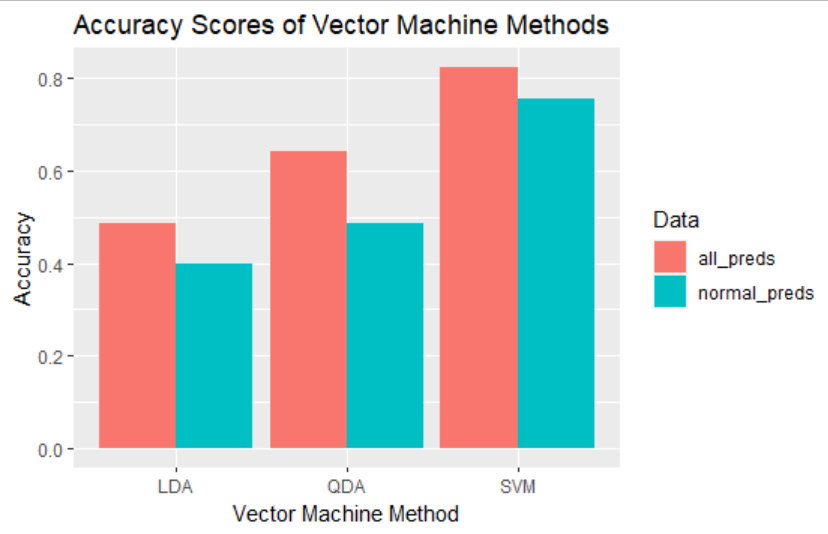 Accuracy Scores of Vector Machine Methods
Accuracy
0.8
0.6
0.4
0.2
0.0
LDA
QDA
SVM
Vector Machine Method
Data
all_preds
normal_preds